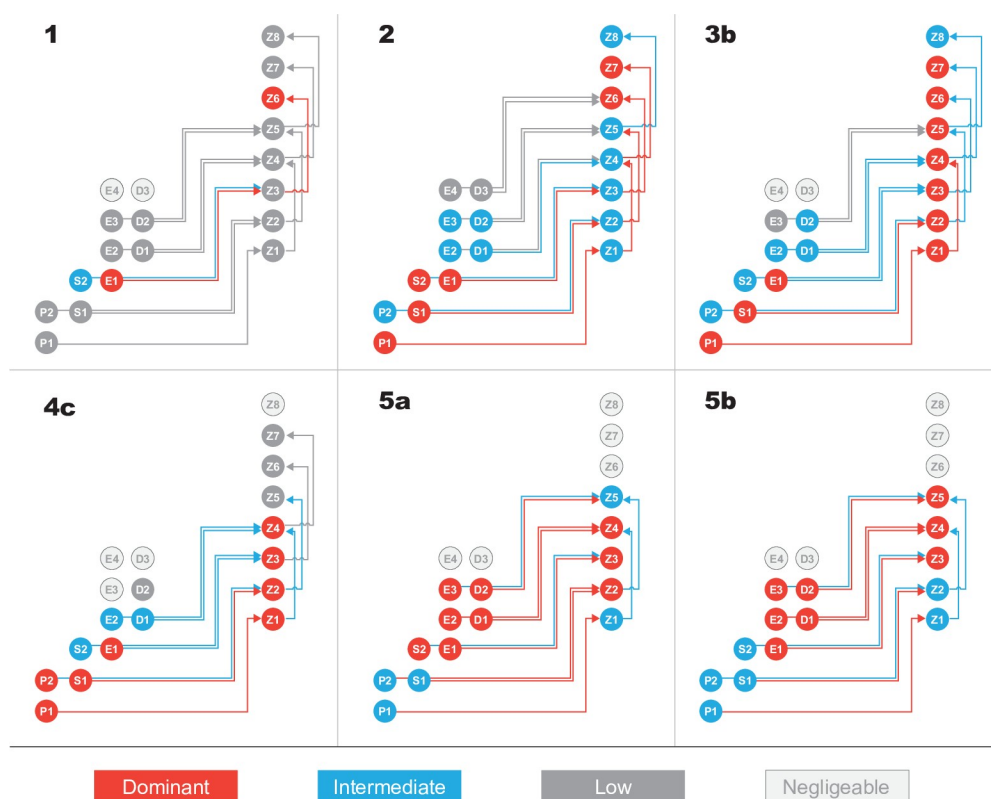 1 2 3b
Z8 Z8 Z8
Z7 Z7 Z7
Z6 Z6 Z6
Z5 Z5 Z5
Z4 Z4 Z4
E4 D3 Z3 E4 D3 Z3 E4 D3 Z3
E3 D2 Z2 E3 D2 Z2 E3 D2 Z2
E2 D1 Z1 E2 D1 Z1 E2 D1 Z1
S2 E1 S2 E1 S2 E1
P2 S1 P2 S1 P2 S1
P1 P1 P1
4c 5a 5b
Z8 Z8 Z8
Z7 Z7 Z7
Z6 Z6 Z6
Z5 Z5 Z5
Z4 Z4 Z4
E4 D3 Z3 E4 D3 Z3 E4 D3 Z3
E3 D2 Z2 E3 D2 Z2 E3 D2 Z2
E2 D1 Z1 E2 D1 Z1 E2 D1 Z1
S2 E1 S2 E1 S2 E1
P2 S1 P2 S1 P2 S1
P1 P1 P1
Dominant Intermediate Low Negligeable